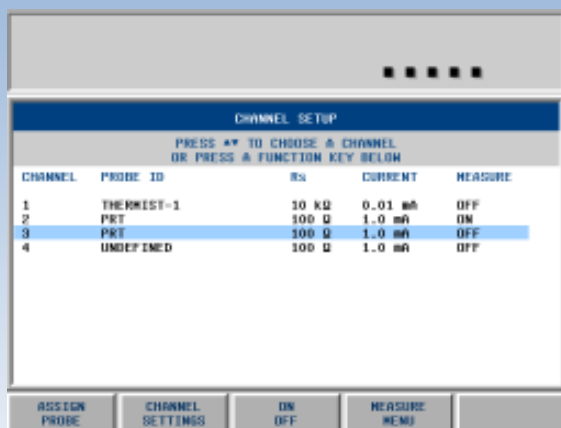 CHANNEL SETUP
PRESS ▲▼ TO CHOOSE A CHANNEL
OR PRESS A FUNCTION KEY BELOW
CHANNEL PROBE ID Rs CURRENT MEASURE
1 THERMIST-1 10 kΩ 0.01 mA OFF
2 PRT 100 Ω 1.0 mA ON
3 PRT 100 Ω 1.0 mA OFF
4 UNDEFINED 100 Ω 1.0 mA OFF
ASSIGN PROBE
CHANNEL SETTINGS
ON OFF
MEASURE MENU